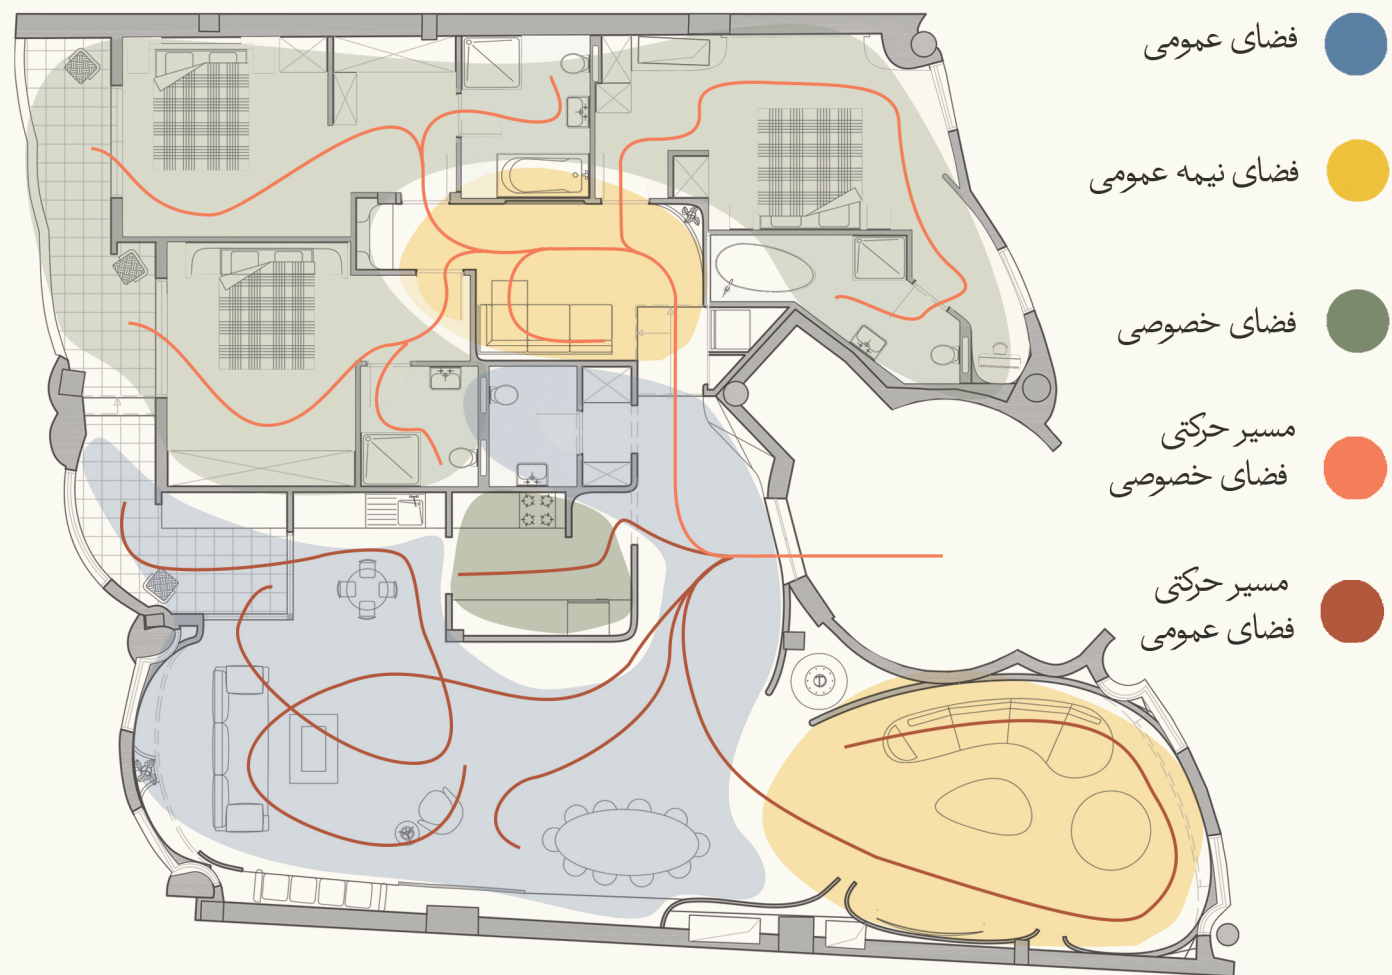 فضای عمومی
فضای نیمه عمومی
فضای خصوصی
مسیر حرکتی
فضای خصوصی
مسیر حرکتی
فضای عمومی